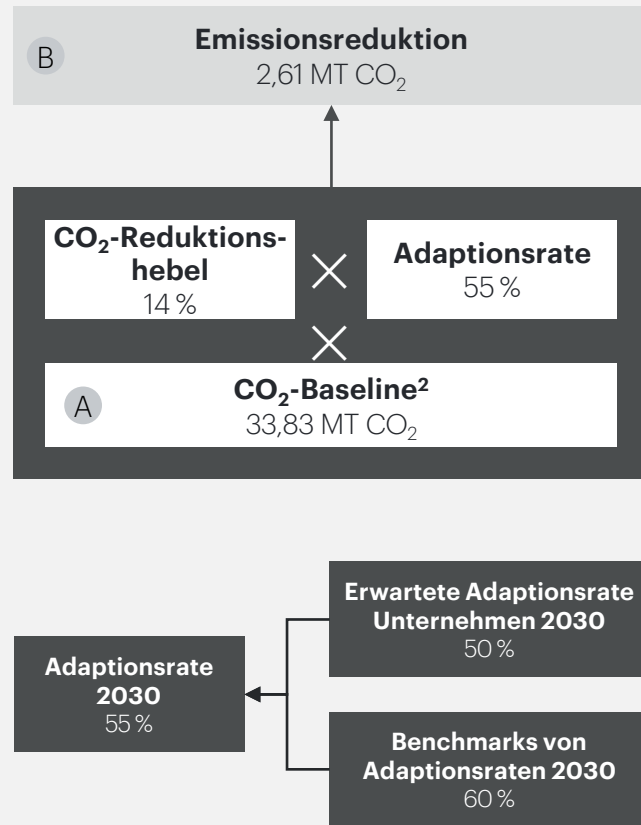 B
Emissionsreduktion
2,61 MT CO₂
CO₂-Reduktions-
hebel
14 %
Adaptionsrate
55 %
A
CO₂-Baseline²
33,83 MT CO₂
Adaptionsrate
2030
55 %
Erwartete Adaptionsrate
Unternehmen 2030
50 %
Benchmarks von
Adaptionsraten 2030
60 %